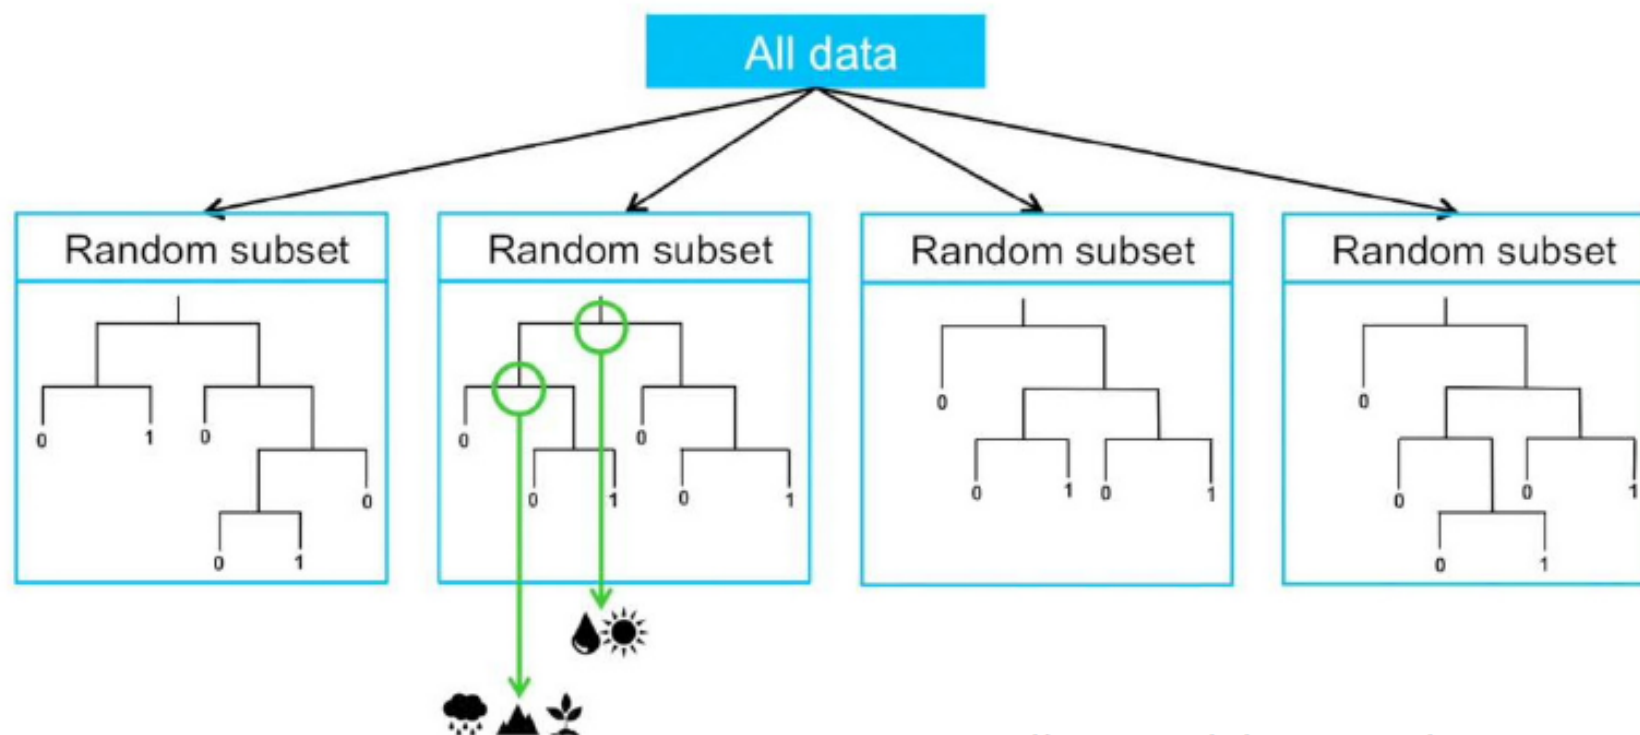 All data
Random subset Random subset Random subset Random subset
0 1 0 0 0 1
0 0 0 1 0 1
0 0 1 0 1
0 0 0 1 0 1